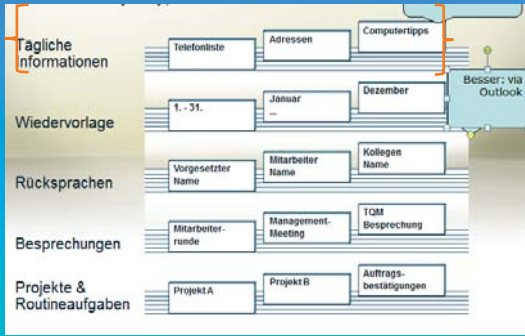 Tägliche
Informationen
Telefonliste
Adressen
Computertipps
Besser: via
Outlook
Wiedervorlage
1. - 31.
Januar
...
Dezember
Rücksprachen
Vorgesetzter
Name
Mitarbeiter
Name
Kollegen
Name
Besprechungen
Mitarbeiter-
runde
Management-
Meeting
TQM
Besprechung
Projekte &
Routineaufgaben
Projekt A
Projekt B
Auftrags-
bestätigungen